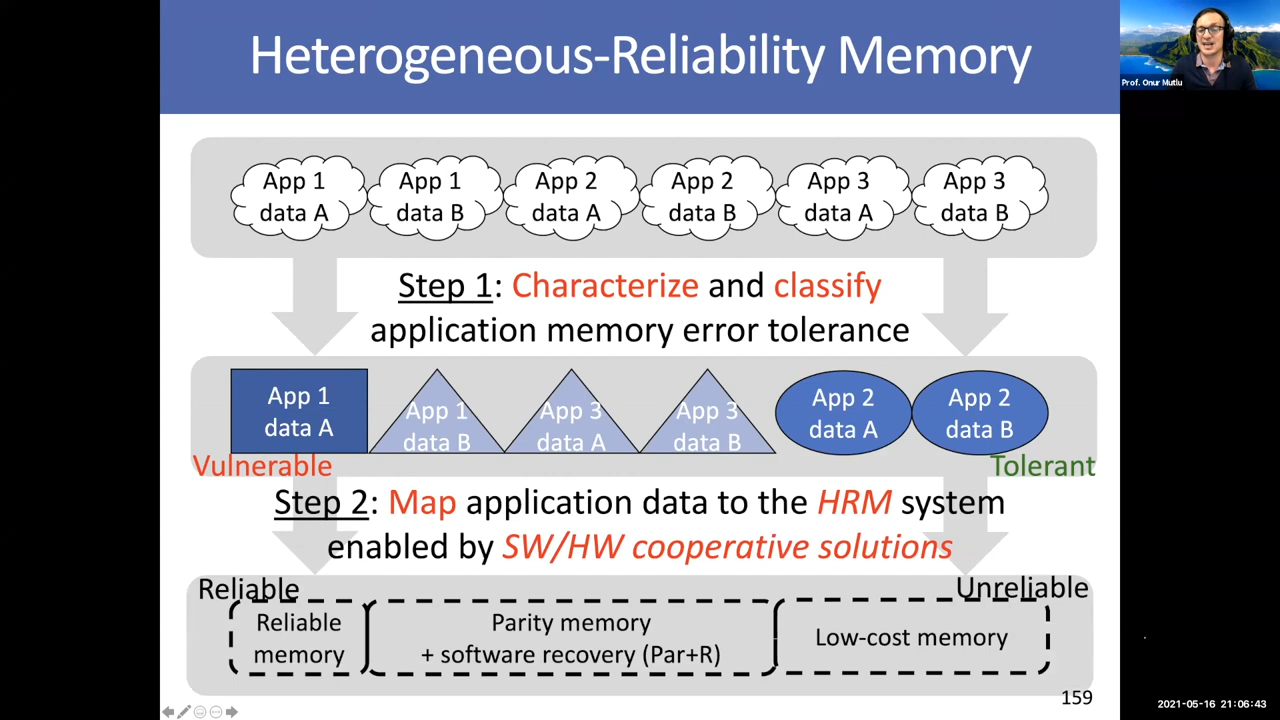 Heterogeneous-Reliability Memory
Prof. Onur Mutlu
App 1
data A
App 1
data B
App 2
data A
App 2
data B
App 3
data A
App 3
data B
Step 1: Characterize and classify
application memory error tolerance
App 1
data A
App 1
data B
App 3
data A
App 3
data B
App 2
data A
App 2
data B
Vulnerable
Tolerant
Step 2: Map application data to the HRM system
enabled by SW/HW cooperative solutions
Reliable
Unreliable
Reliable
memory
Parity memory
+ software recovery (Par+R)
Low-cost memory
159
2021-05-16 21:06:43